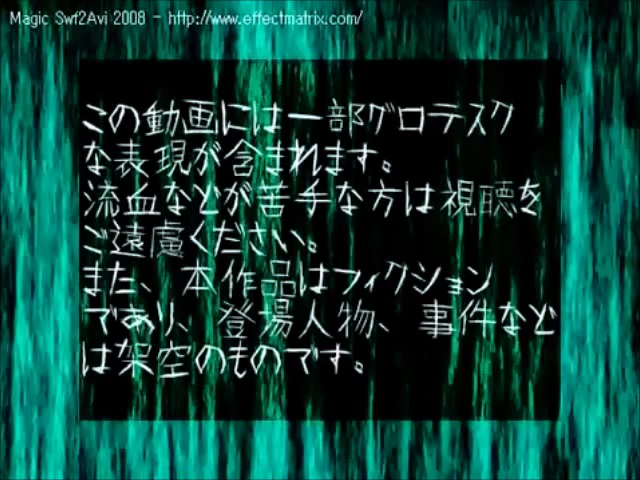 Magic Swf2Avi 2008 - http://www.effectmatrix.com/
この動画には一部グロテスク
な表現が含まれます。
流血などが苦手な方は視聴を
ご遠慮ください。
また、本作品はフィクション
であり、登場人物、事件など
は架空のものです。